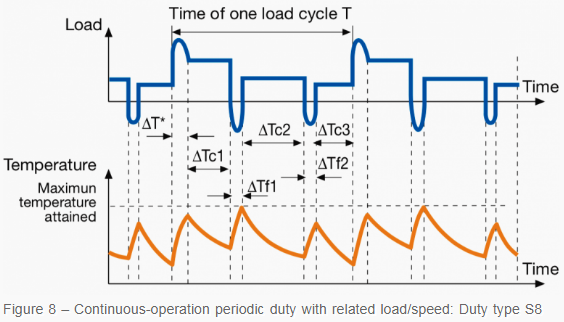 Time of one load cycle T
Load
Time
ΔT*
ΔTc2
ΔTc3
ΔTc1
ΔTf2
ΔTf1
Temperature
Maximun
temperature
attained
Time
Figure 8 – Continuous-operation periodic duty with related load/speed: Duty type S8